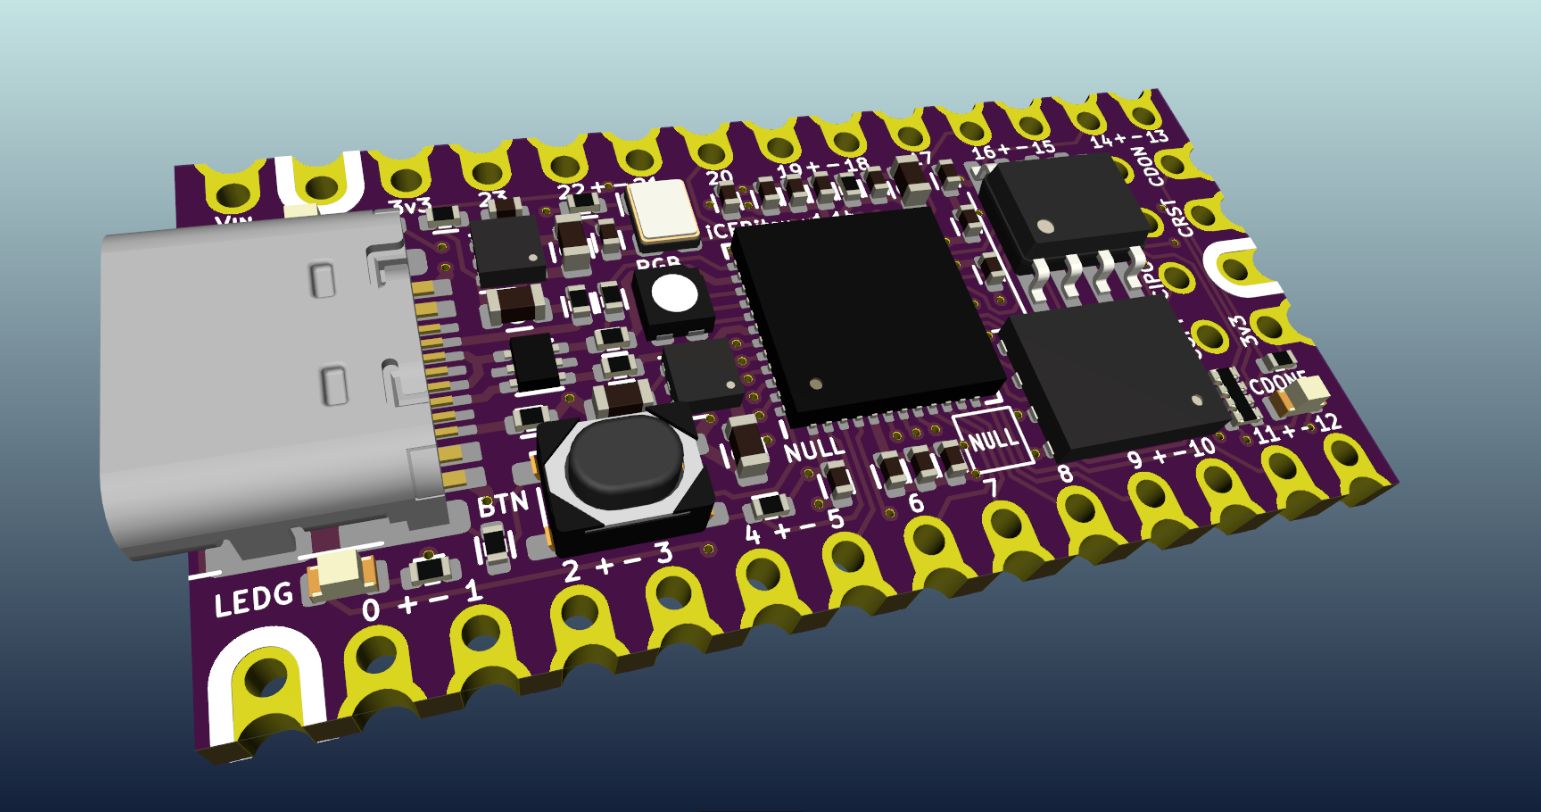 3v3
23
22 + -
20
19 + - 18
17
16 + - 15
14 + - 13
CDON
CRST
3v3
RGB
CDONE
NULL
NULL
BTN
LEDG
0 + - 1
2 + - 3
4 + - 5
6
7
8
9 + - 10
11 + - 12